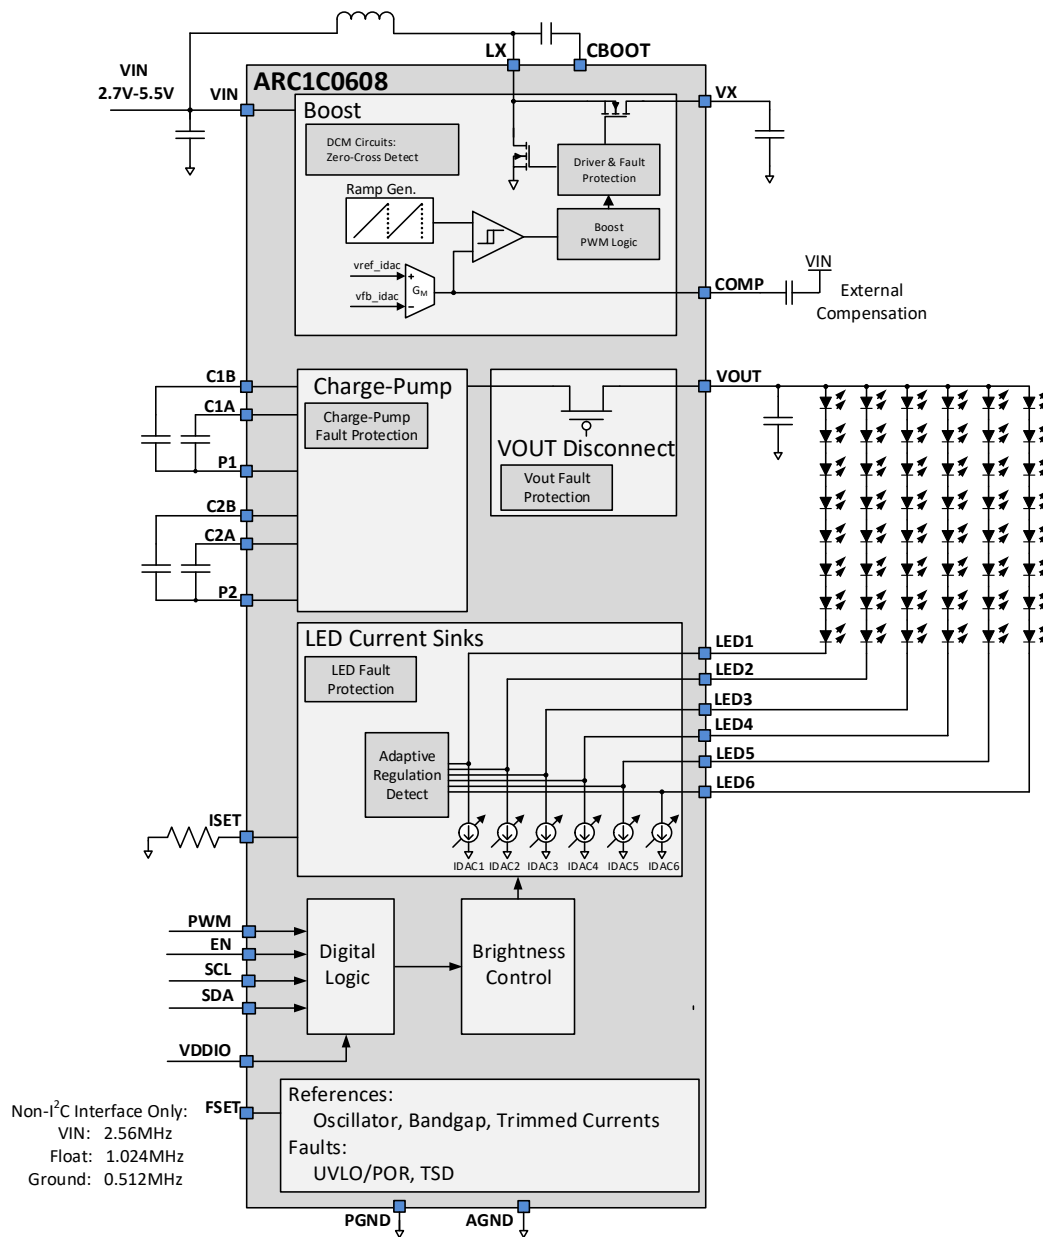 LX
CBOOT
VIN
2.7V-5.5V
VIN
ARC1C0608
VX
Boost
DCM Circuits:
Zero-Cross Detect
Driver & Fault
Protection
Ramp Gen.
Boost
PWM Logic
vref_idac
+
GM
vfb_idac
−
COMP
VIN
External
Compensation
C1B
C1A
P1
C2B
C2A
P2
Charge-Pump
Charge-Pump
Fault Protection
VOUT
VOUT Disconnect
Vout Fault
Protection
LED Current Sinks
LED Fault
Protection
LED1
LED2
LED3
LED4
LED5
LED6
Adaptive
Regulation
Detect
IDAC1 IDAC2 IDAC3 IDAC4 IDAC5 IDAC6
ISET
PWM
EN
SCL
SDA
VDDIO
Digital
Logic
Brightness
Control
FSET
Non-I²C Interface Only:
VIN: 2.56MHz
Float: 1.024MHz
Ground: 0.512MHz
References:
Oscillator, Bandgap, Trimmed Currents
Faults:
UVLO/POR, TSD
PGND
AGND